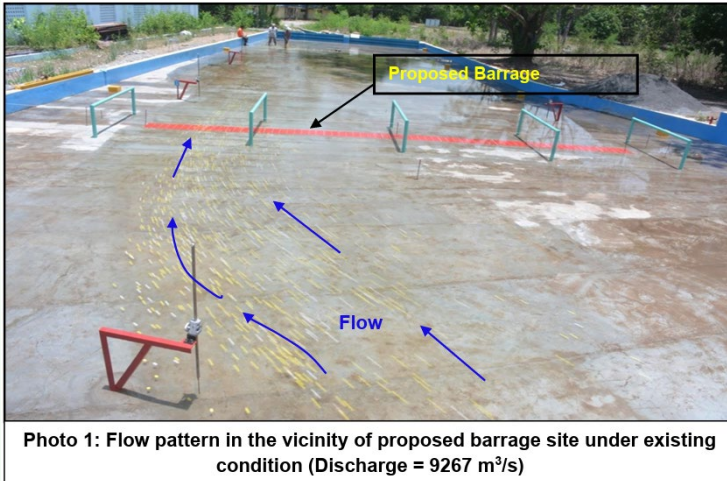 Proposed Barrage
Flow
Photo 1: Flow pattern in the vicinity of proposed barrage site under existing
condition (Discharge = 9267 m³/s)